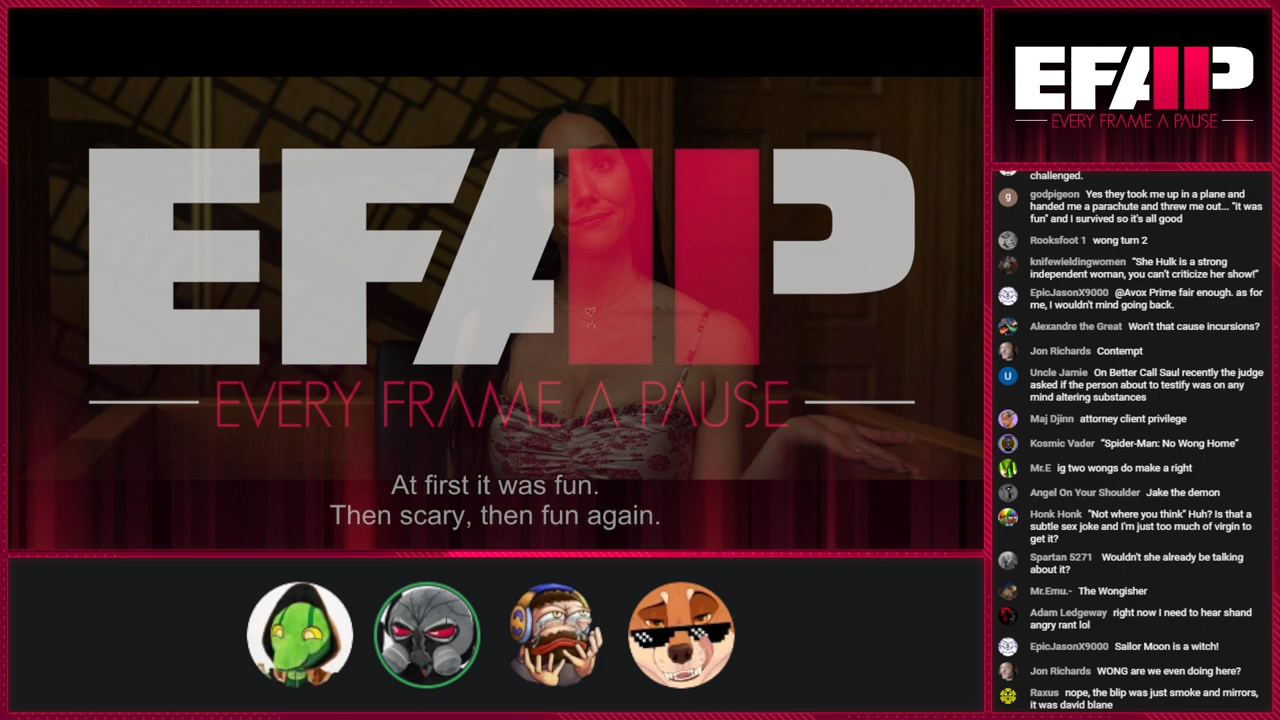 EFAP
EVERY FRAME A PAUSE
At first it was fun.
Then scary, then fun again.
EFAP
EVERY FRAME A PAUSE
challenged.
g
godpigeon Yes they took me up in a plane and
handed me a parachute and threw me out... "it was
fun" and I survived so it's all good
Rooksfoot 1 wong turn 2
knifewieldingwomen "She Hulk is a strong
independent woman, you can't criticize her show!"
EpicJasonX9000 @Avox Prime fair enough. as for
me, I wouldn't mind going back.
Alexandre the Great Won't that cause incursions?
Jon Richards Contempt
U
Uncle Jamie On Better Call Saul recently the judge
asked if the person about to testify was on any
mind altering substances
Maj Djinn attorney client privilege
Kosmic Vader "Spider-Man: No Wong Home"
Mr.E ig two wongs do make a right
Angel On Your Shoulder Jake the demon
Honk Honk "Not where you think" Huh? Is that a
subtle sex joke and I'm just too much of virgin to
get it?
Spartan 5271 Wouldn't she already be talking
about it?
Mr.Emu.- The Wongisher
Adam Ledgeway right now I need to hear shand
angry rant lol
EpicJasonX9000 Sailor Moon is a witch!
Jon Richards WONG are we even doing here?
Raxus nope, the blip was just smoke and mirrors,
it was david blane